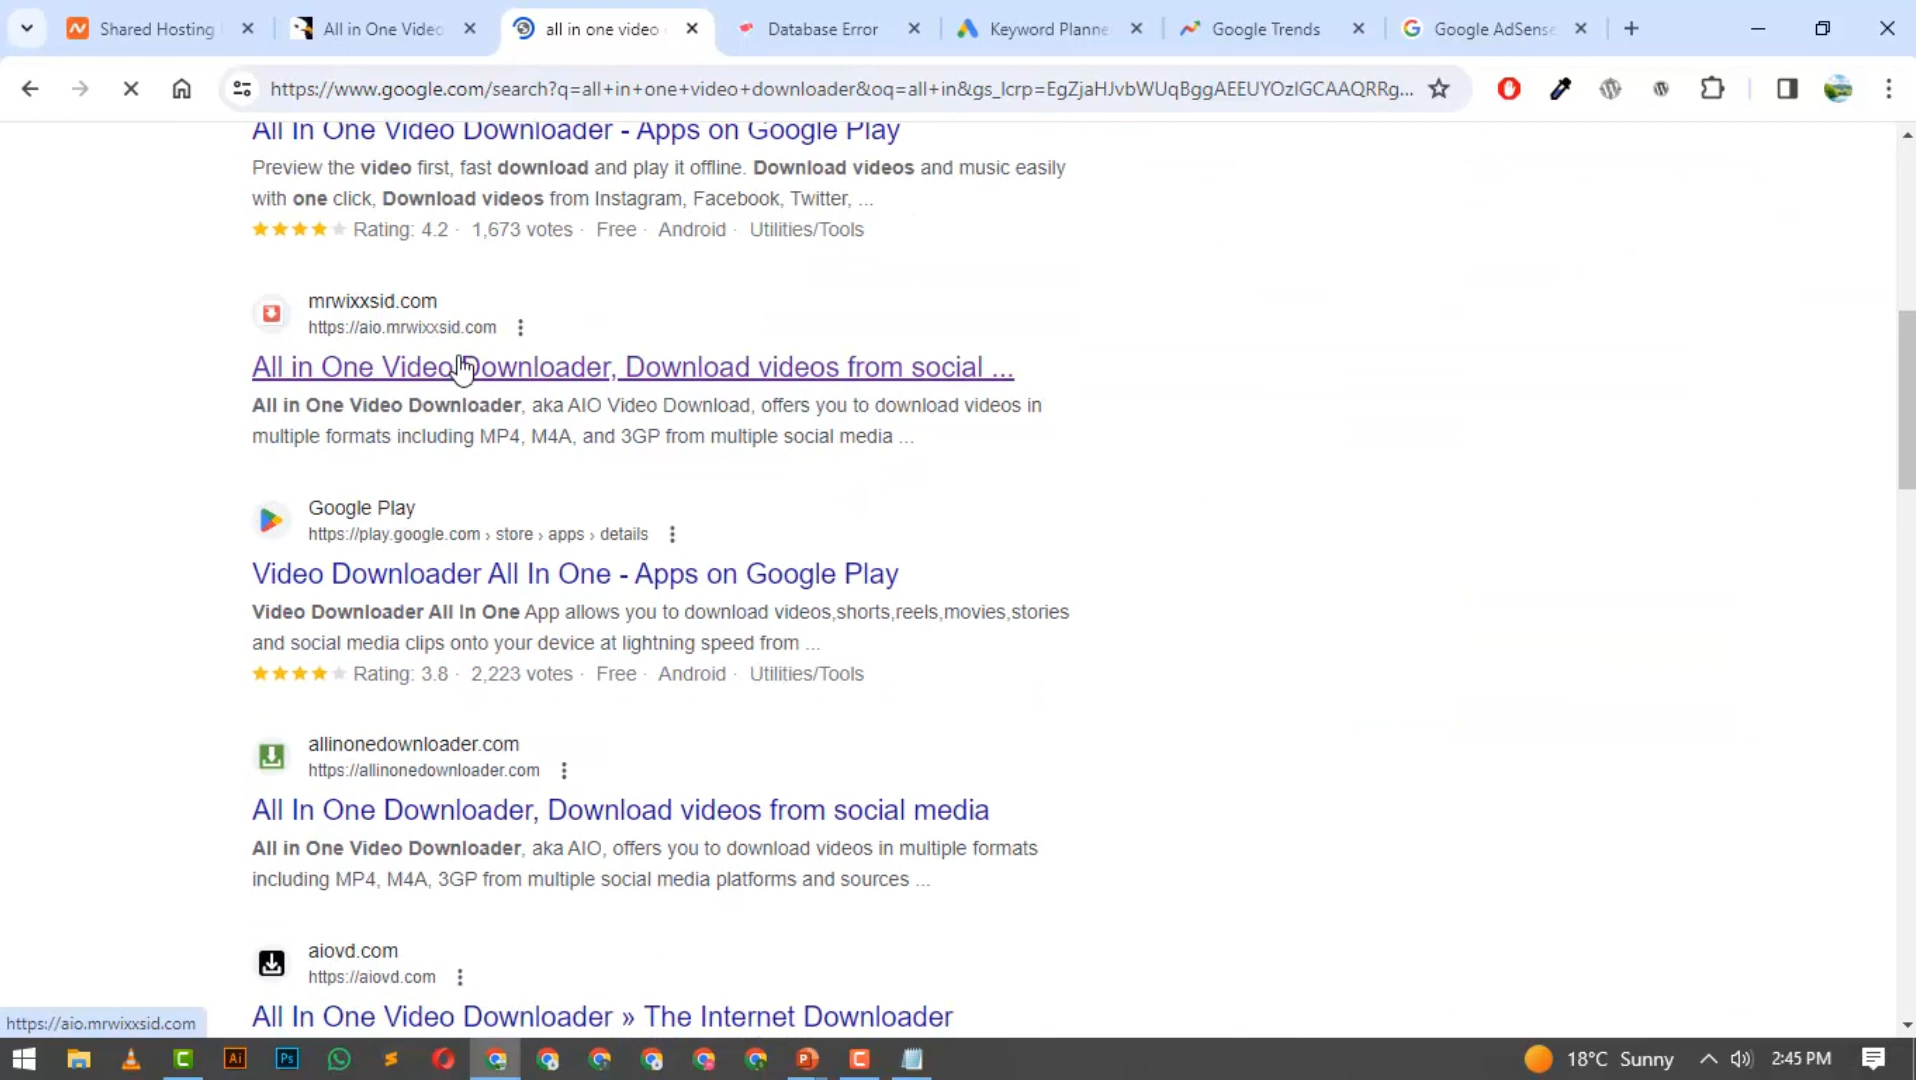 Shared Hosting
All in One Video
all in one video
Database Error
Keyword Planne
Google Trends
Google AdSense
https://www.google.com/search?q=all+in+one+video+downloader&oq=all+in&gs_lcrp=EgZjaHJvbWUqBggAEEUYOzIGCAAQRRg...
All In One Video Downloader - Apps on Google Play
Preview the video first, fast download and play it offline. Download videos and music easily
with one click, Download videos from Instagram, Facebook, Twitter, ...
Rating: 4.2 · 1,673 votes · Free · Android · Utilities/Tools
mrwixxsid.com
https://aio.mrwixxsid.com
All in One Video Downloader, Download videos from social ...
All in One Video Downloader, aka AIO Video Download, offers you to download videos in
multiple formats including MP4, M4A, and 3GP from multiple social media ...
Google Play
https://play.google.com › store › apps › details
Video Downloader All In One - Apps on Google Play
Video Downloader All In One App allows you to download videos,shorts,reels,movies,stories
and social media clips onto your device at lightning speed from ...
Rating: 3.8 · 2,223 votes · Free · Android · Utilities/Tools
allinonedownloader.com
https://allinonedownloader.com
All In One Downloader, Download videos from social media
All in One Video Downloader, aka AIO, offers you to download videos in multiple formats
including MP4, M4A, 3GP from multiple social media platforms and sources ...
aiovd.com
https://aiovd.com
All In One Video Downloader » The Internet Downloader
https://aio.mrwixxsid.com
18°C Sunny
2:45 PM